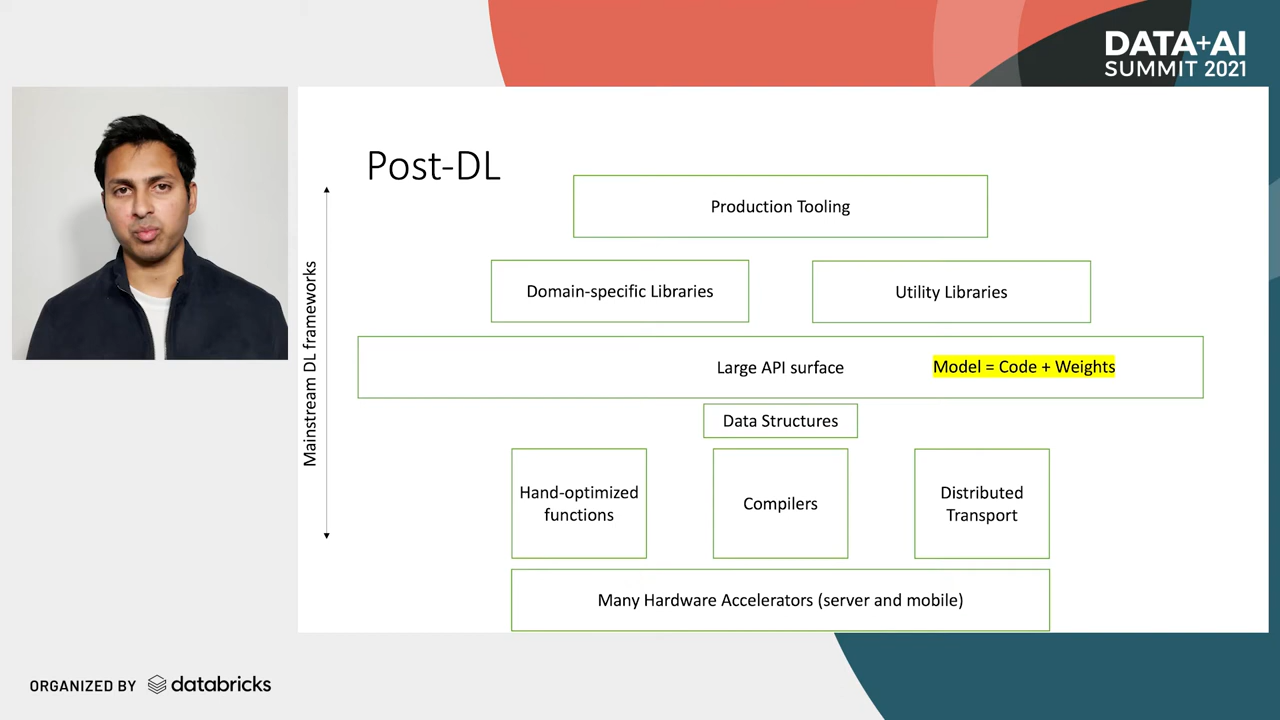 DATA+AI
SUMMIT 2021
Post-DL
Mainstream DL frameworks
Production Tooling
Domain-specific Libraries
Utility Libraries
Large API surface
Model = Code + Weights
Data Structures
Hand-optimized
functions
Compilers
Distributed
Transport
Many Hardware Accelerators (server and mobile)
ORGANIZED BY databricks